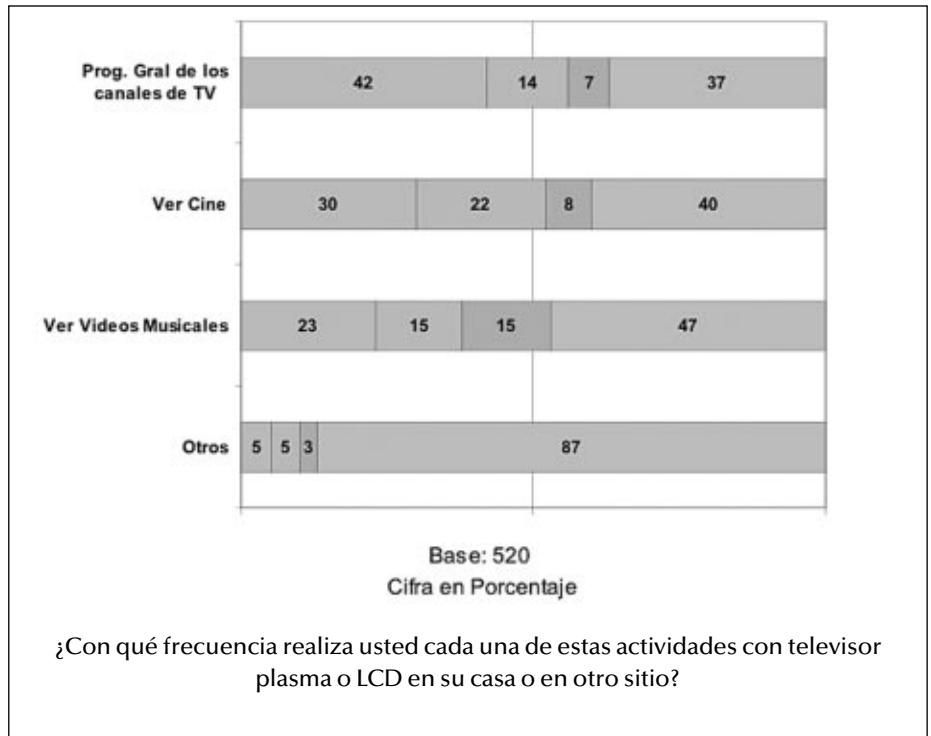 Prog. Gral de los
canales de TV
42 14 7 37
Ver Cine
30 22 8 40
Ver Videos Musicales
23 15 15 47
Otros
5 5 3 87
Base: 520
Cifra en Porcentaje
¿Con qué frecuencia realiza usted cada una de estas actividades con televisor
plasma o LCD en su casa o en otro sitio?